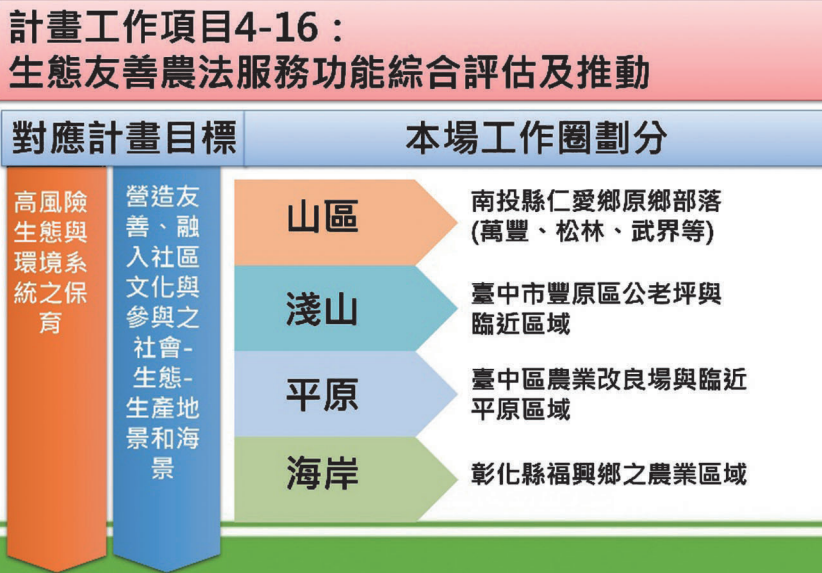 計畫工作項目4-16：
生態友善農法服務功能綜合評估及推動
對應計畫目標
本場工作圈劃分
高風險
生態與
環境系
統之保
育
營造友
善、融
入社區
文化與
參與之
社會-
生態-
生產地
景和海
景
山區
南投縣仁愛鄉原鄉部落
(萬豐、松林、武界等)
淺山
臺中市豐原區公老坪與
臨近區域
平原
臺中區農業改良場與臨近
平原區域
海岸
彰化縣福興鄉之農業區域